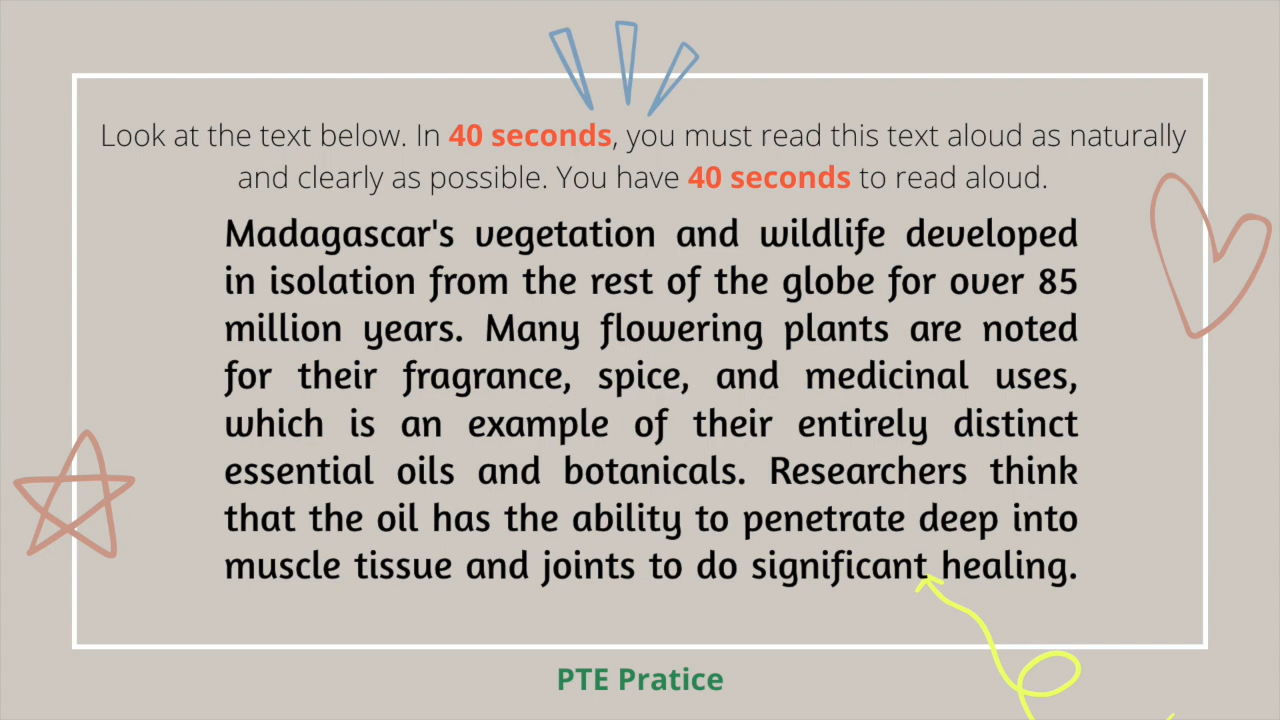 Look at the text below. In 40 seconds, you must read this text aloud as naturally
and clearly as possible. You have 40 seconds to read aloud.
Madagascar's vegetation and wildlife developed
in isolation from the rest of the globe for over 85
million years. Many flowering plants are noted
for their fragrance, spice, and medicinal uses,
which is an example of their entirely distinct
essential oils and botanicals. Researchers think
that the oil has the ability to penetrate deep into
muscle tissue and joints to do significant healing.
PTE Pratice